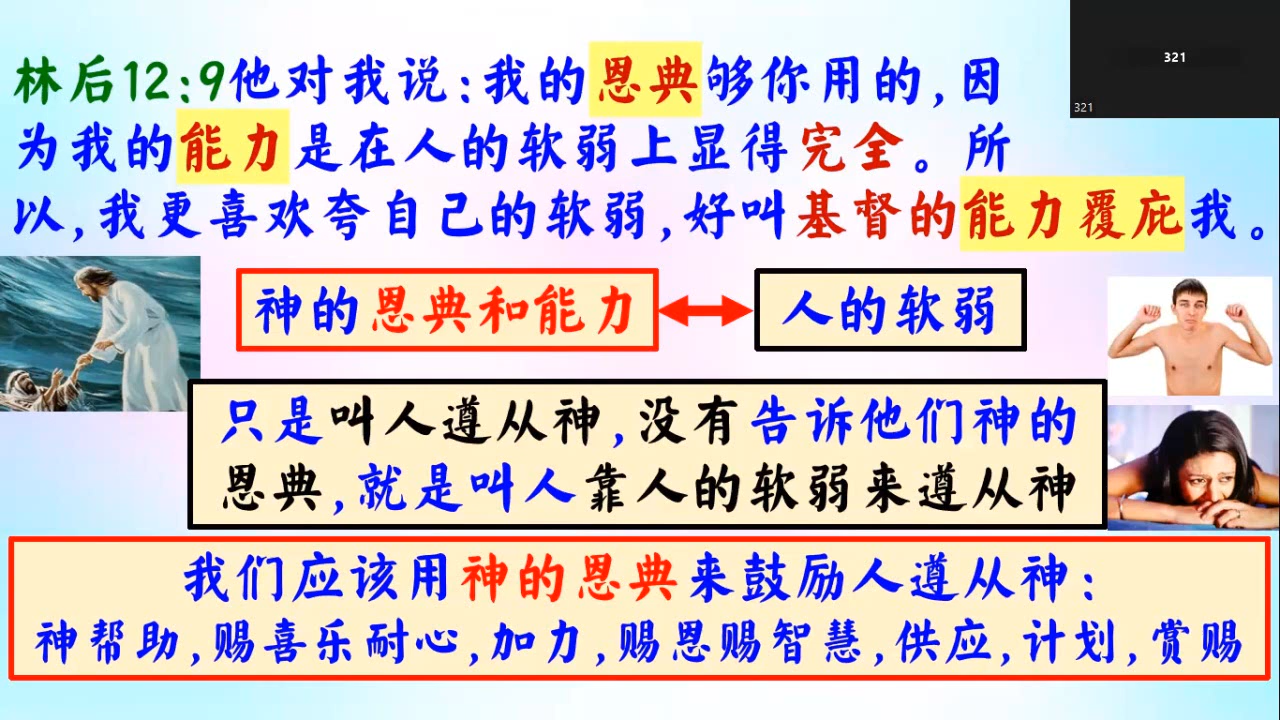 林后12:9他对我说:我的恩典够你用的,因
为我的能力是在人的软弱上显得完全。所
以,我更喜欢夸自己的软弱,好叫基督的能力覆庇我。
321
321
神的恩典和能力
人的软弱
只是叫人遵从神,没有告诉他们神的
恩典,就是叫人靠人的软弱来遵从神
我们应该用神的恩典来鼓励人遵从神:
神帮助,赐喜乐耐心,加力,赐恩赐智慧,供应,计划,赏赐